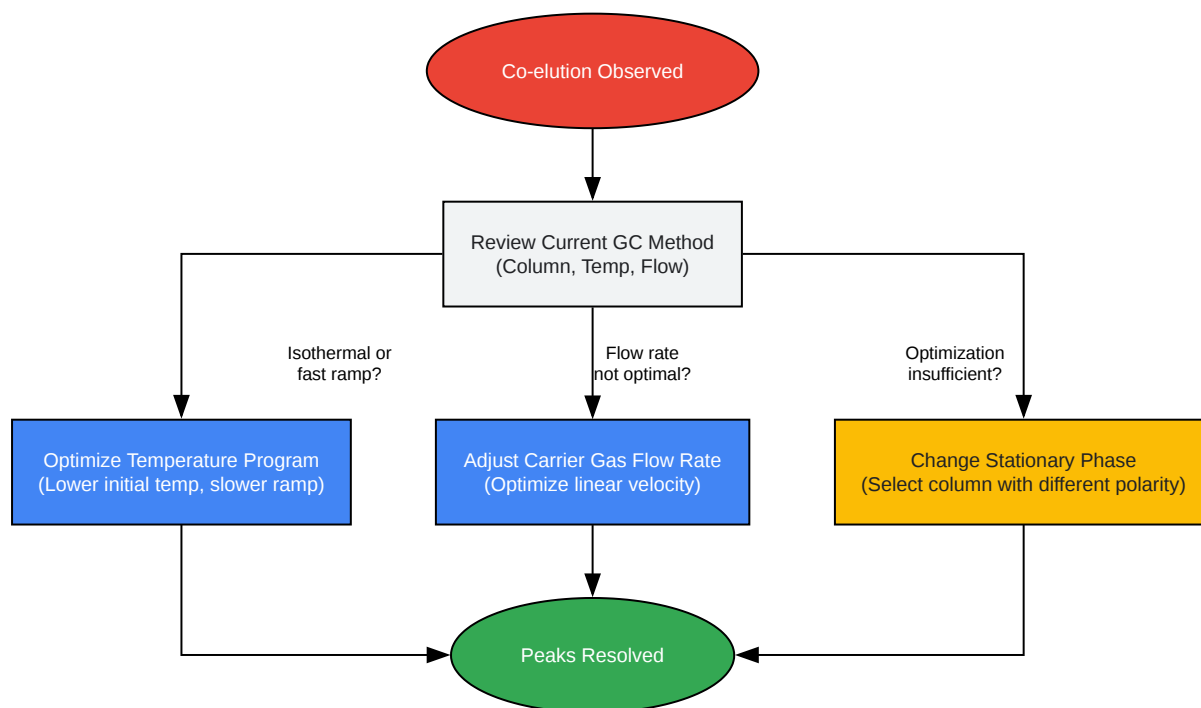 Co-elution Observed
Review Current GC Method
(Column, Temp, Flow)
Isothermal or
fast ramp?
Flow rate
not optimal?
Optimization
insufficient?
Optimize Temperature Program
(Lower initial temp, slower ramp)
Adjust Carrier Gas Flow Rate
(Optimize linear velocity)
Change Stationary Phase
(Select column with different polarity)
Peaks Resolved